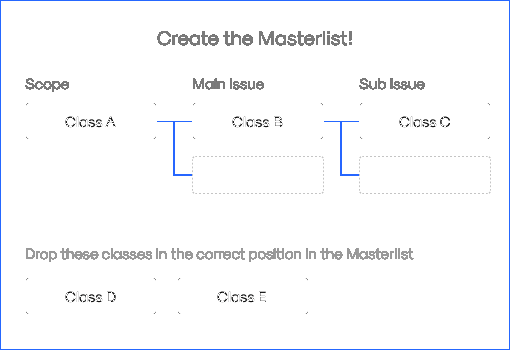 Create the Masterlist!
Scope
Main Issue
Sub Issue
Class A
Class B
Class C
Drop these classes in the correct position in the Masterlist
Class D
Class E